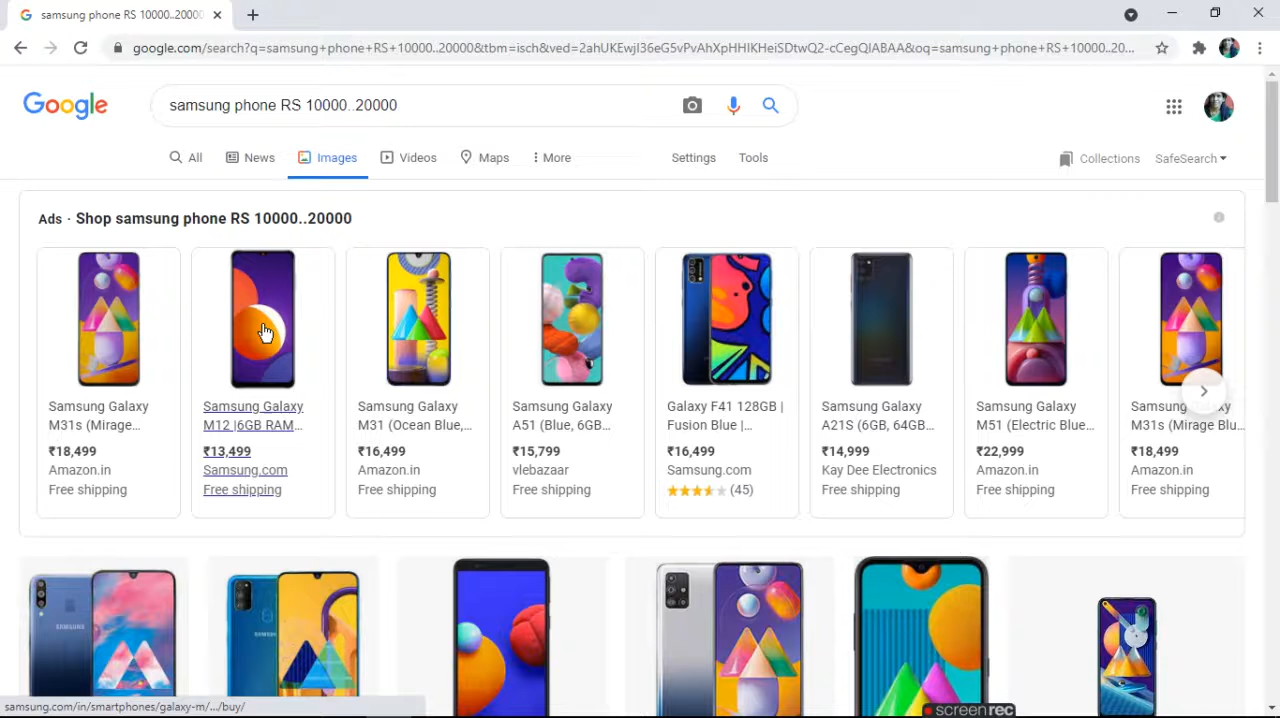 samsung phone RS 10000..20000
google.com/search?q=samsung+phone+RS+10000..20000&tbm=isch&ved=2ahUKEwjI36eG5vPvAhXpHHIKHeiSDtwQ2-cCegQIABAA&oq=samsung+phone+RS+10000..20...
Google
samsung phone RS 10000..20000
All News Images Videos Maps More Settings Tools
Collections SafeSearch
Ads · Shop samsung phone RS 10000..20000
Samsung Galaxy
M31s (Mirage...
₹18,499
Amazon.in
Free shipping
Samsung Galaxy
M12 |6GB RAM...
₹13,499
Samsung.com
Free shipping
Samsung Galaxy
M31 (Ocean Blue,...
₹16,499
Amazon.in
Free shipping
Samsung Galaxy
A51 (Blue, 6GB...
₹15,799
vlebazaar
Free shipping
Galaxy F41 128GB |
Fusion Blue |...
₹16,499
Samsung.com
(45)
Samsung Galaxy
A21S (6GB, 64GB...
₹14,999
Kay Dee Electronics
Free shipping
Samsung Galaxy
M51 (Electric Blue...
₹22,999
Amazon.in
Free shipping
Samsung Galaxy
M31s (Mirage Blu...
₹18,499
Amazon.in
Free shipping
SAMSUNG
samsung.com/in/smartphones/galaxy-m/.../buy/
screenrec